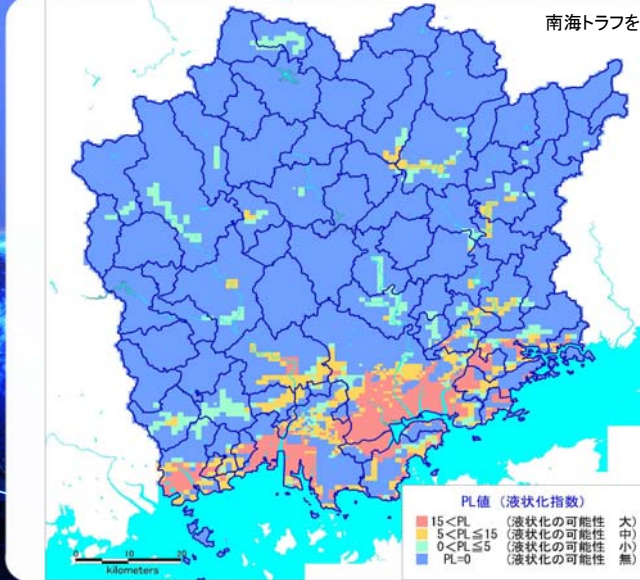 南海トラフを
PL値 (液状化指数)
15<PL (液状化の可能性 大)
5<PL≦15 (液状化の可能性 中)
0<PL≦5 (液状化の可能性 小)
PL=0 (液状化の可能性 無)
0 10 20
kilometers